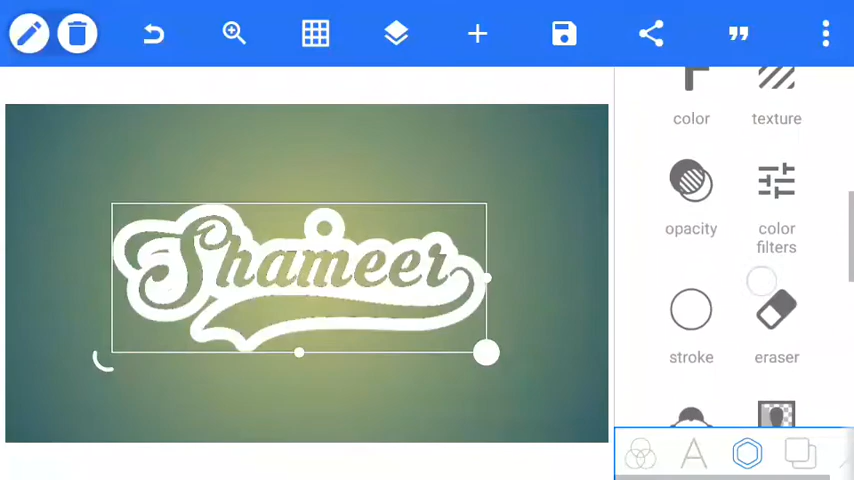 Shameer
color
texture
opacity
color
filters
stroke
eraser